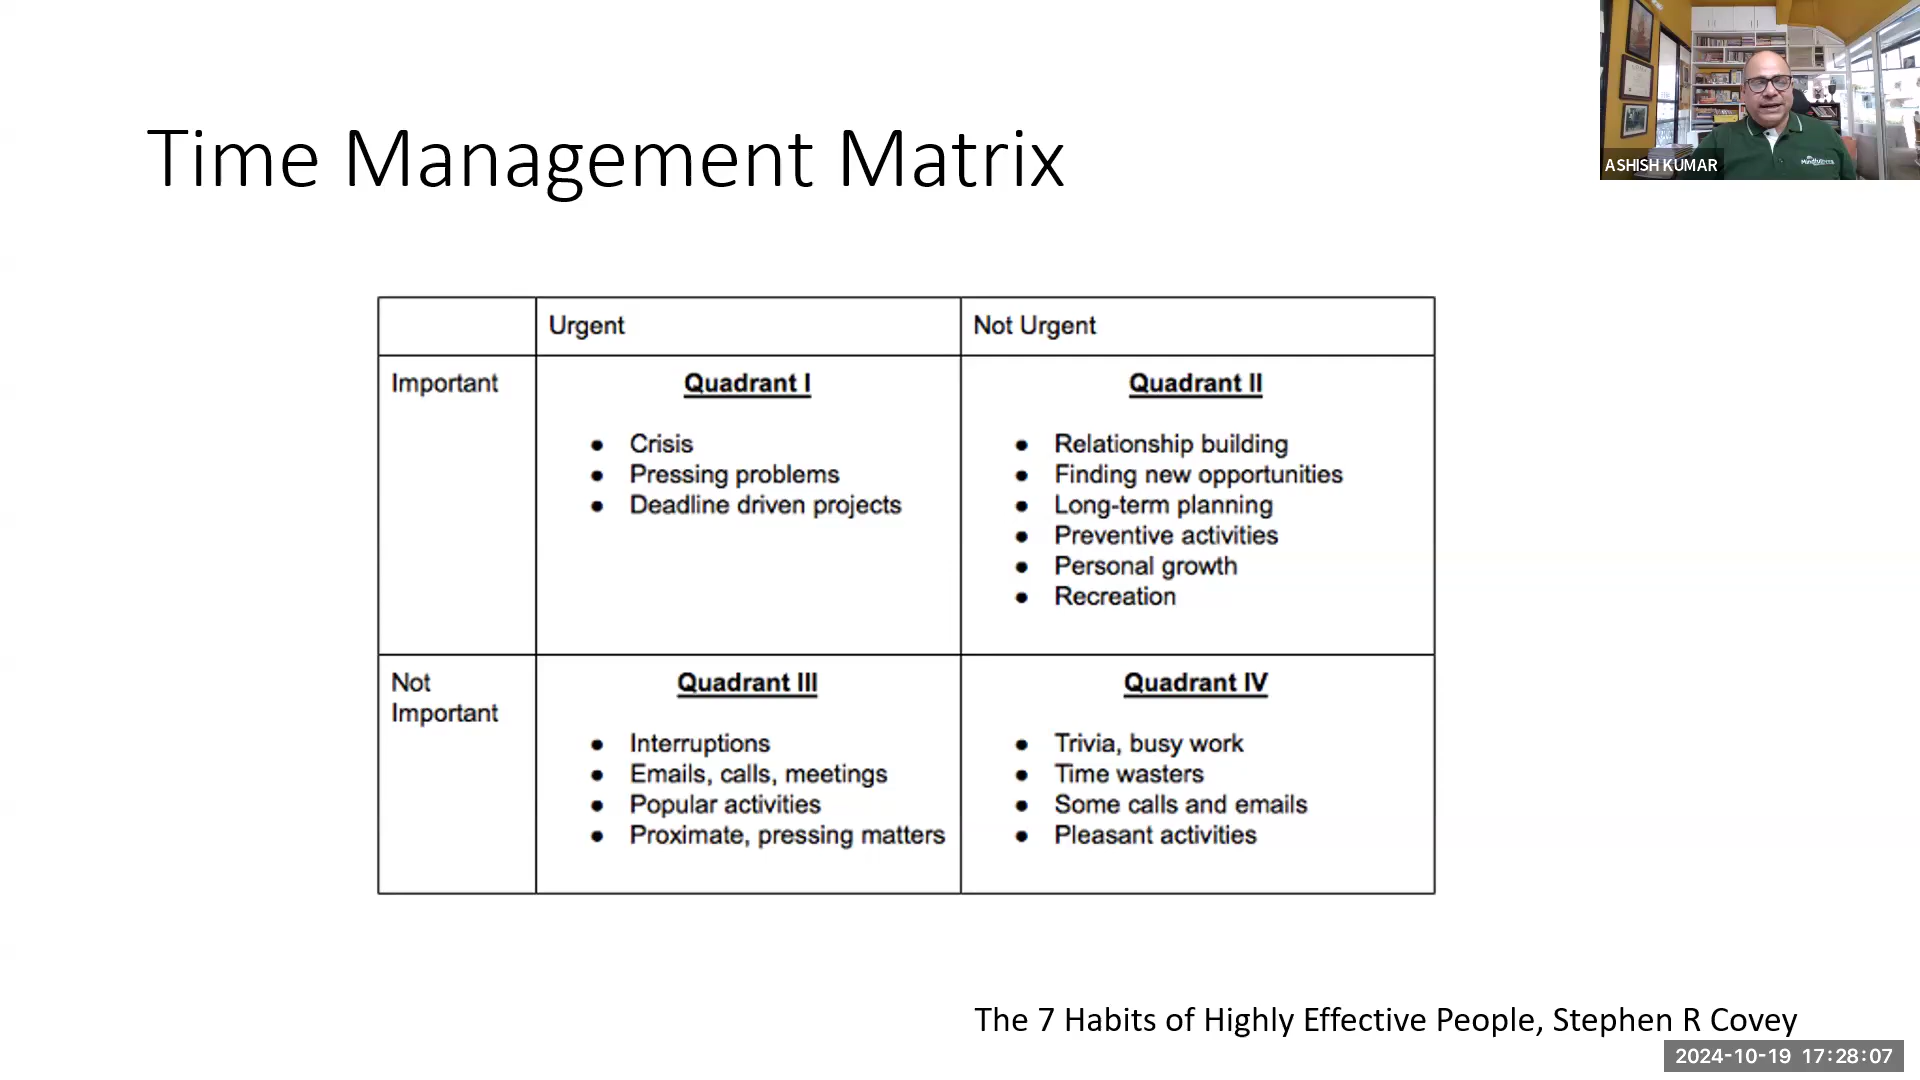 Time Management Matrix
ASHISH KUMAR
Urgent
Not Urgent
Important
Quadrant I
● Crisis
● Pressing problems
● Deadline driven projects
Quadrant II
● Relationship building
● Finding new opportunities
● Long-term planning
● Preventive activities
● Personal growth
● Recreation
Not
Important
Quadrant III
● Interruptions
● Emails, calls, meetings
● Popular activities
● Proximate, pressing matters
Quadrant IV
● Trivia, busy work
● Time wasters
● Some calls and emails
● Pleasant activities
The 7 Habits of Highly Effective People, Stephen R Covey
2024-10-19 17:28:07